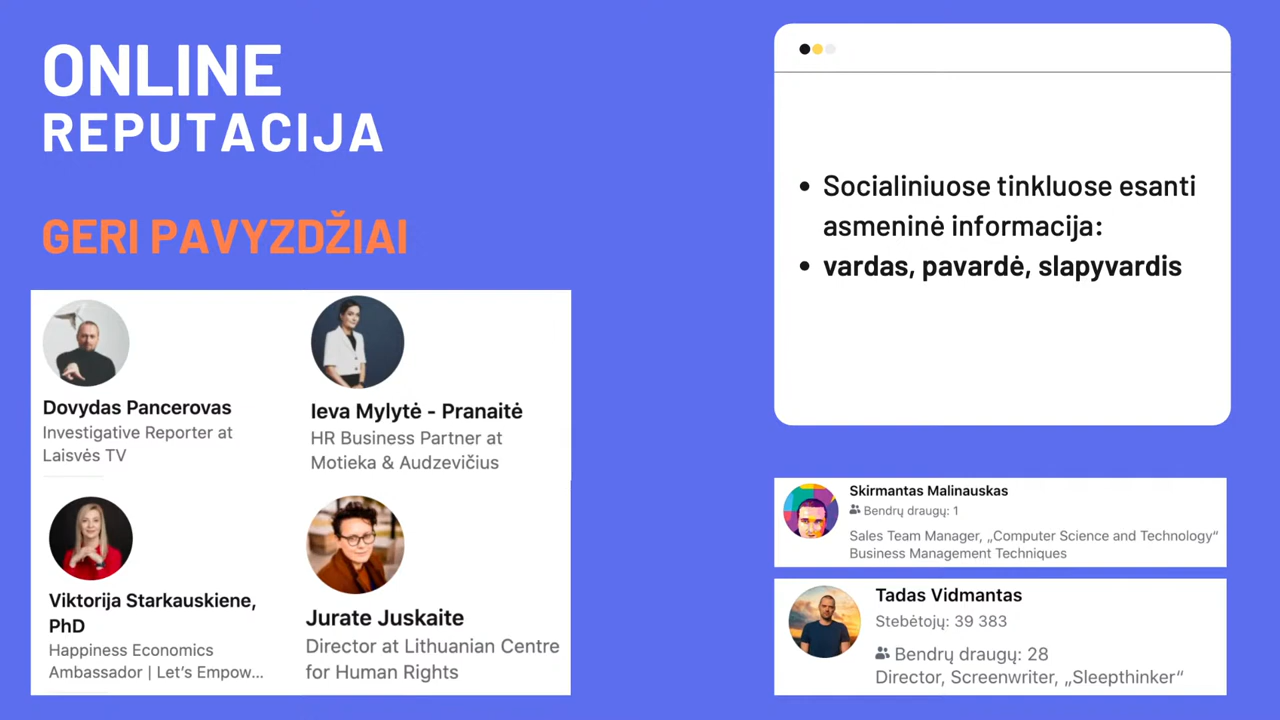 ONLINE
REPUTACIJA
GERI PAVYZDŽIAI
Dovydas Pancerovas
Investigative Reporter at
Laisvės TV
Ieva Mylytė - Pranaitė
HR Business Partner at
Motieka & Audzevičius
Viktorija Starkauskiene,
PhD
Happiness Economics
Ambassador | Let's Empow...
Jurate Juskaite
Director at Lithuanian Centre
for Human Rights
• Socialiniuose tinkluose esanti
asmeninė informacija:
• vardas, pavardė, slapyvardis
Skirmantas Malinauskas
Bendrų draugų: 1
Sales Team Manager, „Computer Science and Technology“
Business Management Techniques
Tadas Vidmantas
Stebėtojų: 39 383
Bendrų draugų: 28
Director, Screenwriter, „Sleepthinker“